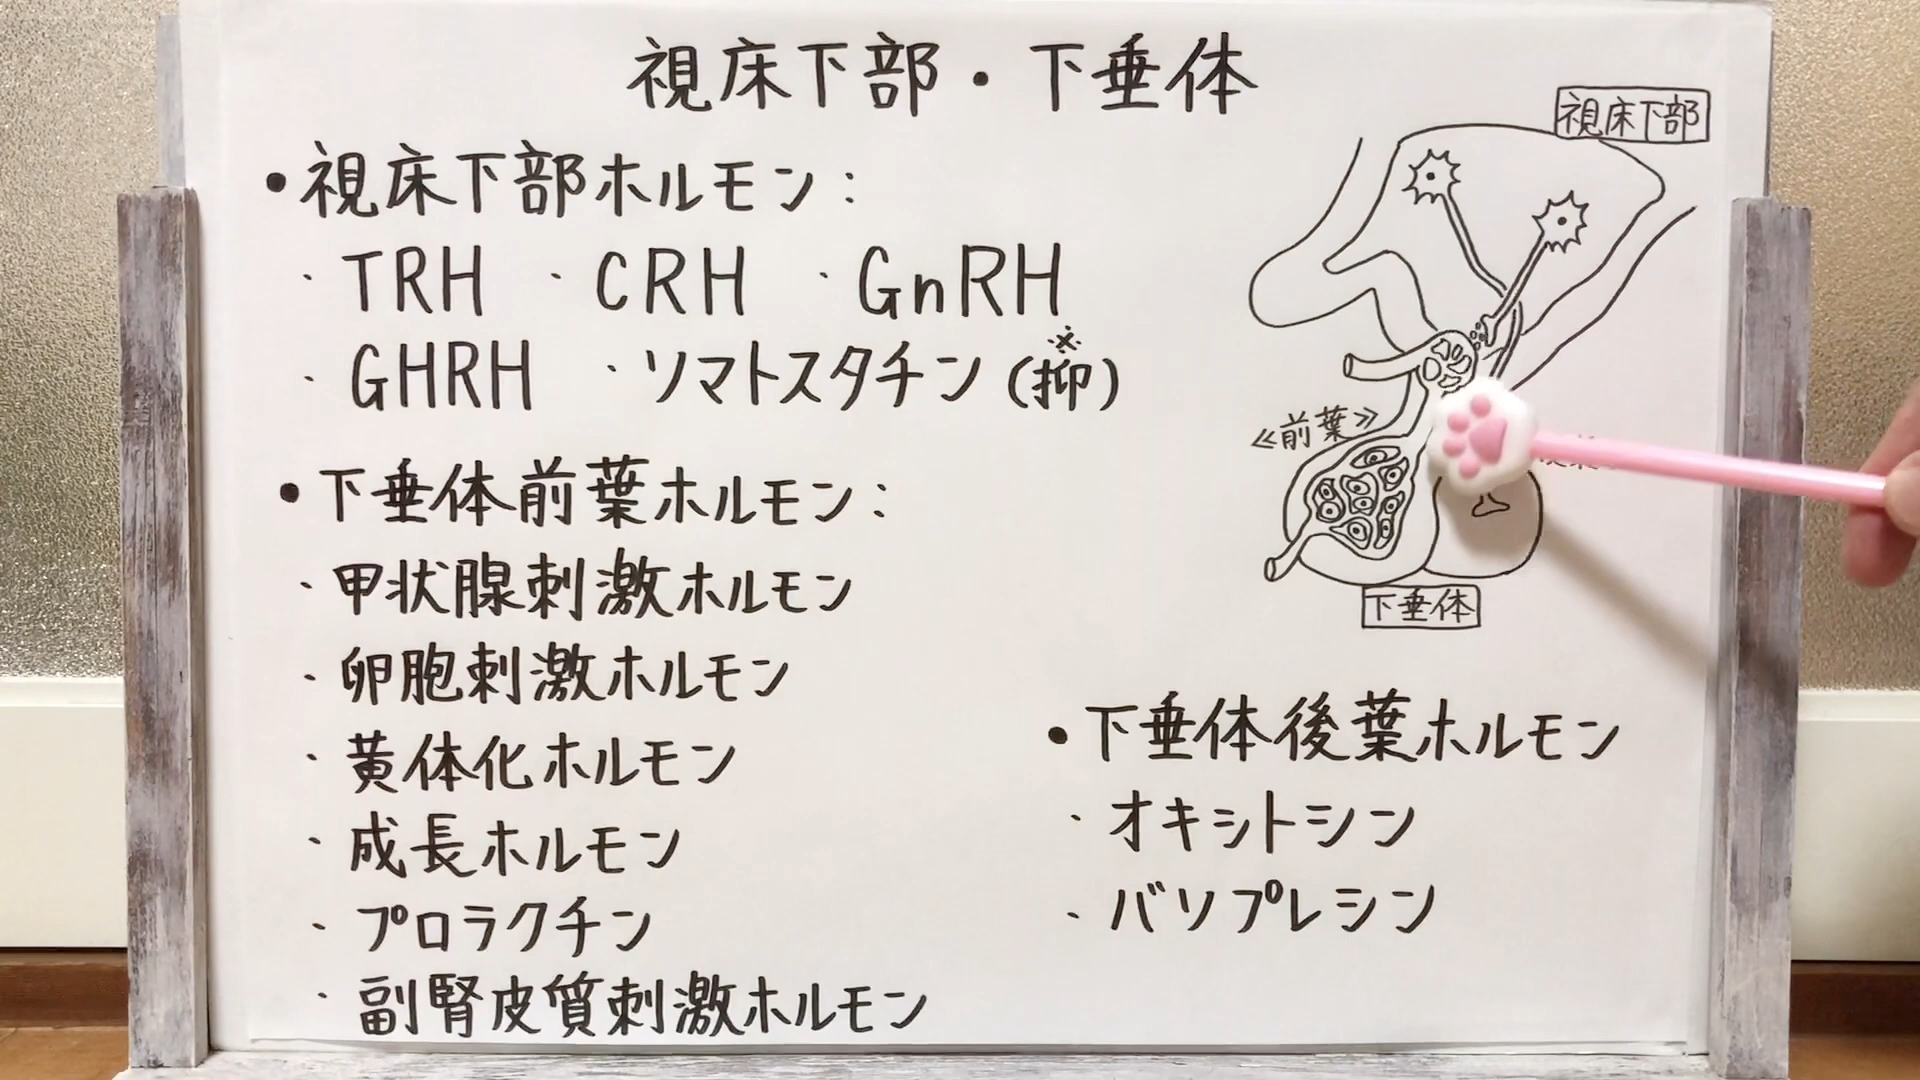 視床下部・下垂体
•視床下部ホルモン:
・TRH ・CRH ・GnRH
・GHRH ・ソマトスタチン(抑)
※
•下垂体前葉ホルモン:
・甲状腺刺激ホルモン
・卵胞刺激ホルモン
・黄体化ホルモン
・成長ホルモン
・プロラクチン
・副腎皮質刺激ホルモン
視床下部
≪前葉≫
下垂体
•下垂体後葉ホルモン
・オキシトシン
・バソプレシン